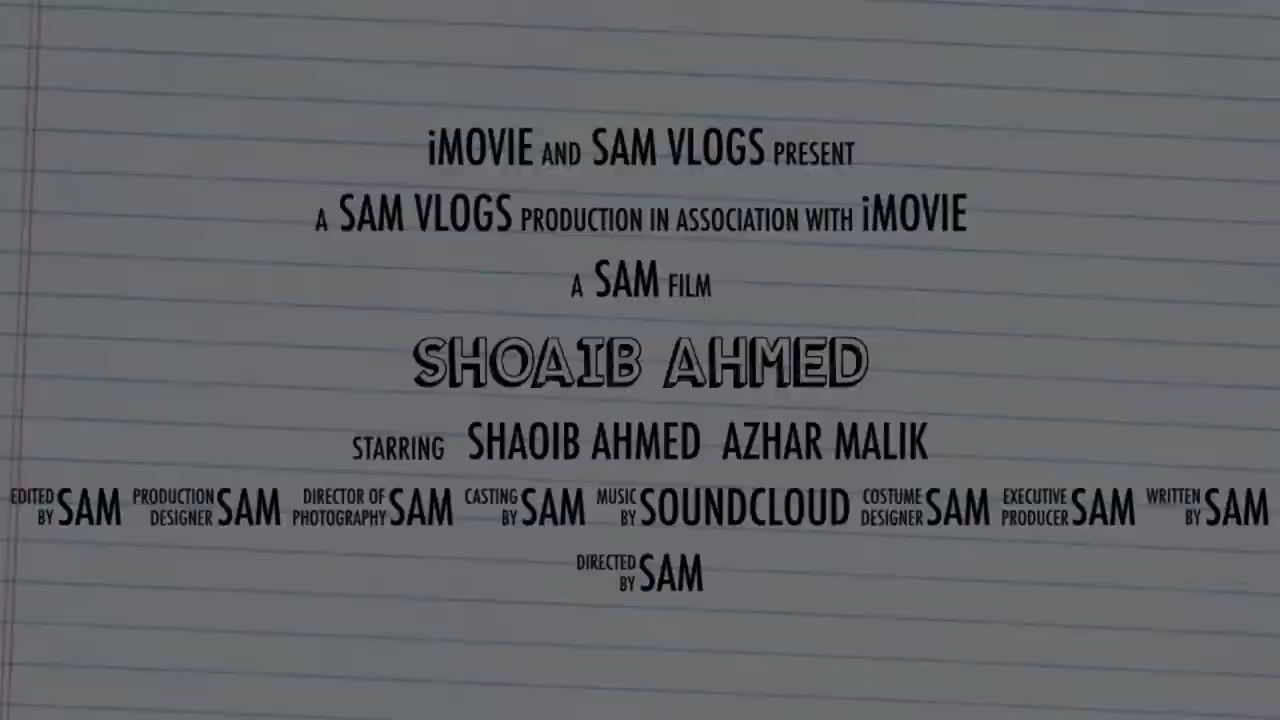 iMOVIE AND SAM VLOGS PRESENT
A SAM VLOGS PRODUCTION IN ASSOCIATION WITH iMOVIE
A SAM FILM
SHOAIB AHMED
STARRING SHAOIB AHMED AZHAR MALIK
EDITED BY SAM PRODUCTION DESIGNER SAM DIRECTOR OF PHOTOGRAPHY SAM CASTING BY SAM MUSIC BY SOUNDCLOUD COSTUME DESIGNER SAM EXECUTIVE PRODUCER SAM WRITTEN BY SAM
DIRECTED BY SAM